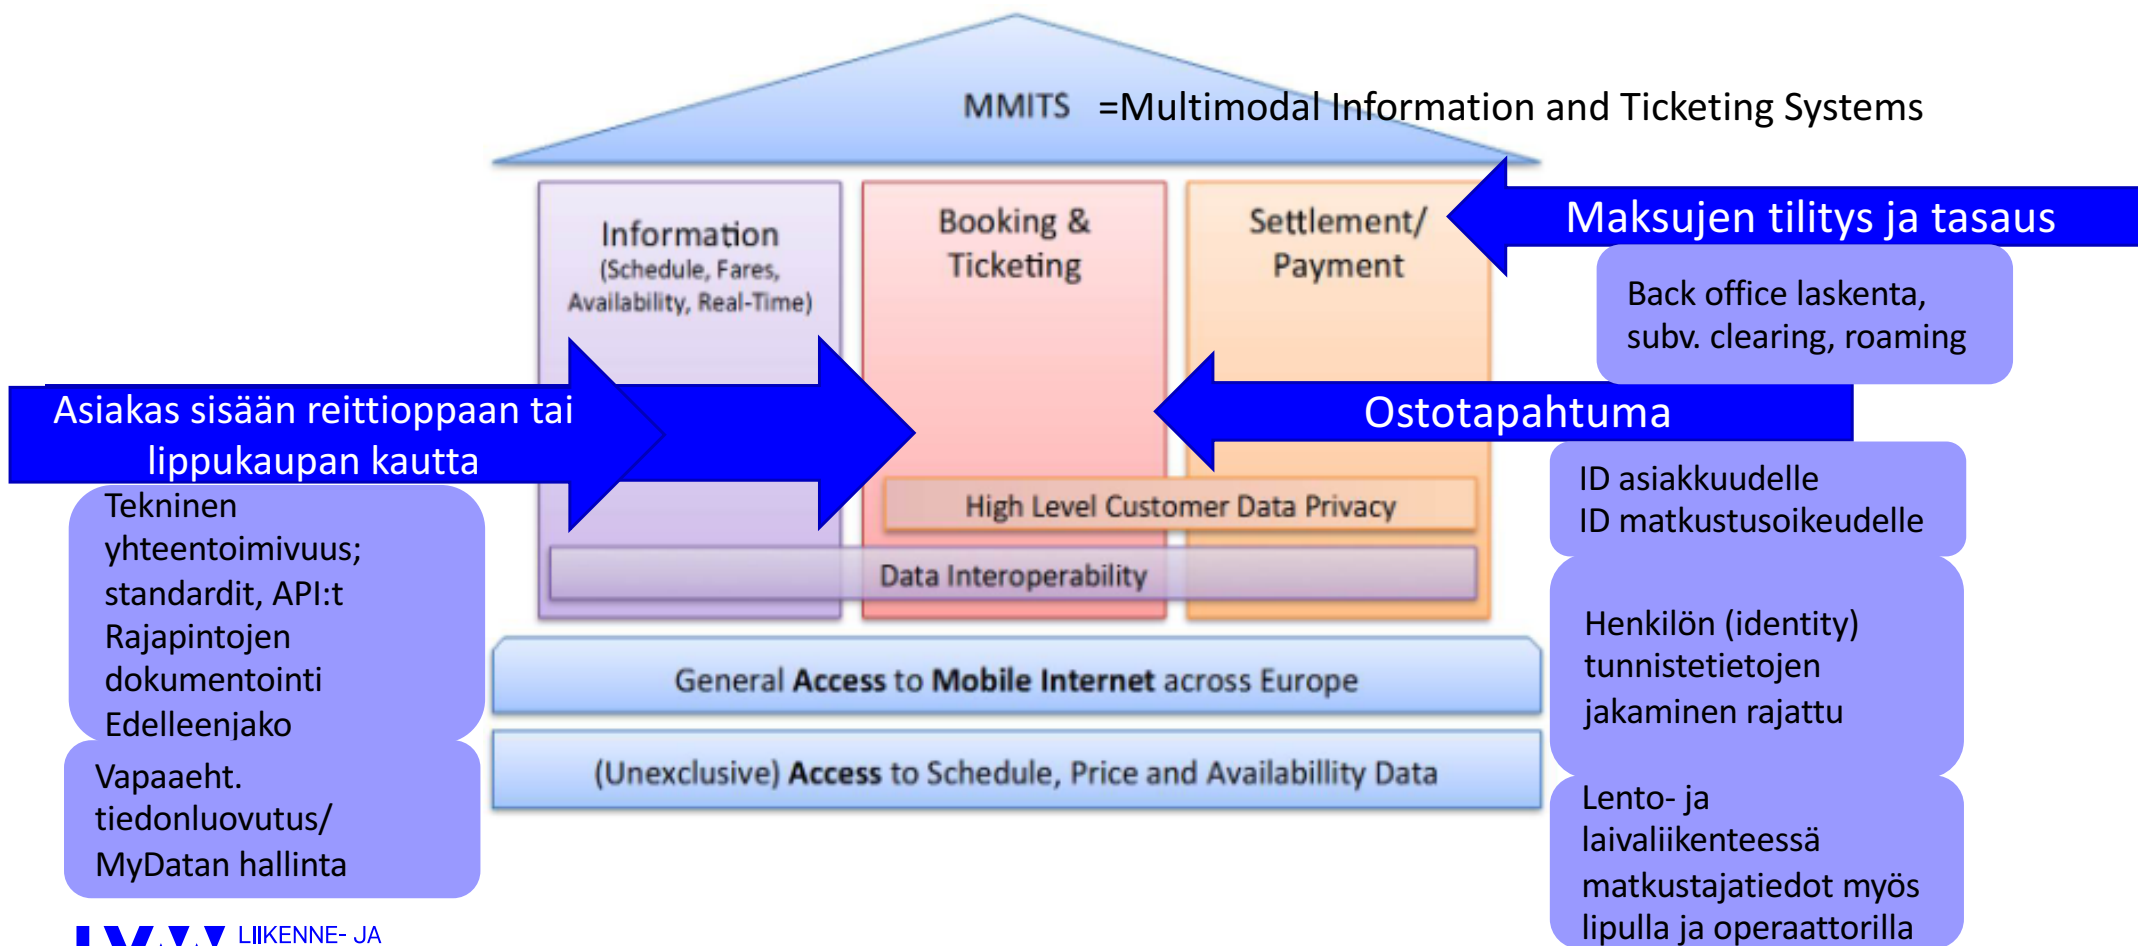 MMITS =Multimodal Information and Ticketing Systems
Information
(Schedule, Fares,
Availability, Real-Time)
Booking &
Ticketing
Settlement/
Payment
Maksujen tilitys ja tasaus
Back office laskenta,
subv. clearing, roaming
Asiakas sisään reittioppaan tai
lippukaupan kautta
Ostotapahtuma
Tekninen
yhteentoimivuus;
standardit, API:t
Rajapintojen
dokumentointi
Edelleenjako
Vapaaeht.
tiedonluovutus/
MyDatan hallinta
High Level Customer Data Privacy
Data Interoperability
General Access to Mobile Internet across Europe
(Unexclusive) Access to Schedule, Price and Availabillity Data
ID asiakkuudelle
ID matkustusoikeudelle
Henkilön (identity)
tunnistetietojen
jakaminen rajattu
Lento- ja
laivaliikenteessä
matkustajatiedot myös
lipulla ja operaattorilla
LIIKENNE- JA